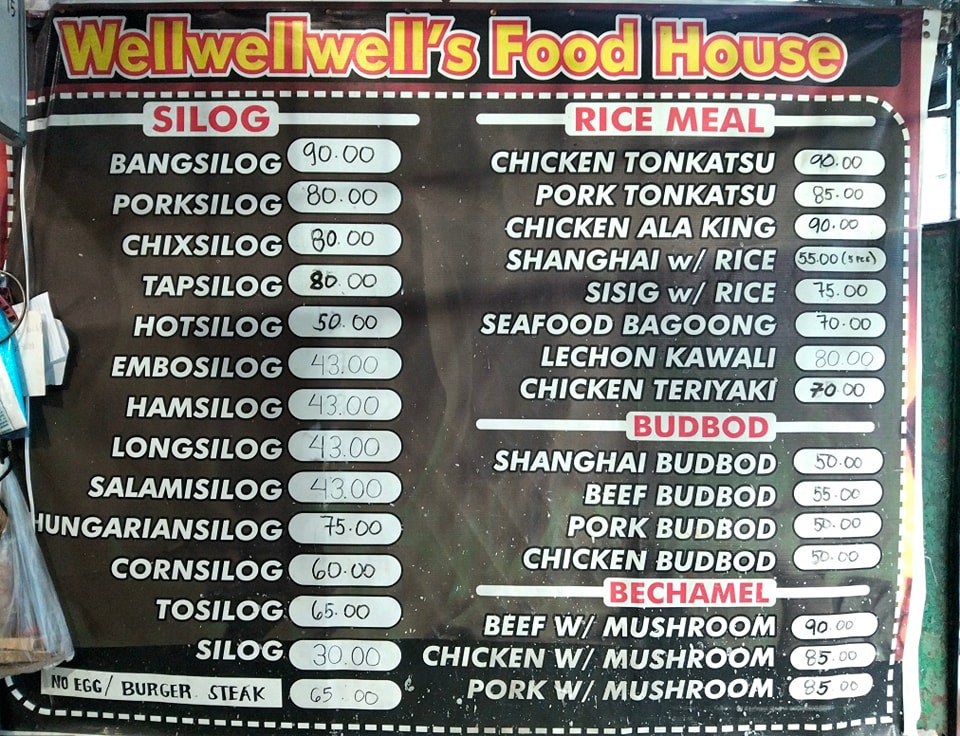 Wellwellwell's Food House
SILOG
BANGSILOG 90.00
PORKSILOG 80.00
CHIXSILOG 80.00
TAPSILOG 80.00
HOTSILOG 50.00
EMBOSILOG 43.00
HAMSILOG 43.00
LONGSILOG 43.00
SALAMISILOG 43.00
HUNGARIANSILOG 75.00
CORNSILOG 60.00
TOSILOG 65.00
SILOG 30.00
NO EGG/ BURGER STEAK 65.00
RICE MEAL
CHICKEN TONKATSU 90.00
PORK TONKATSU 85.00
CHICKEN ALA KING 90.00
SHANGHAI w/ RICE 55.00 (5 PCS)
SISIG w/ RICE 75.00
SEAFOOD BAGOONG 70.00
LECHON KAWALI 80.00
CHICKEN TERIYAKI 70.00
BUDBOD
SHANGHAI BUDBOD 50.00
BEEF BUDBOD 55.00
PORK BUDBOD 50.00
CHICKEN BUDBOD 50.00
BECHAMEL
BEEF W/ MUSHROOM 90.00
CHICKEN W/ MUSHROOM 85.00
PORK W/ MUSHROOM 85.00